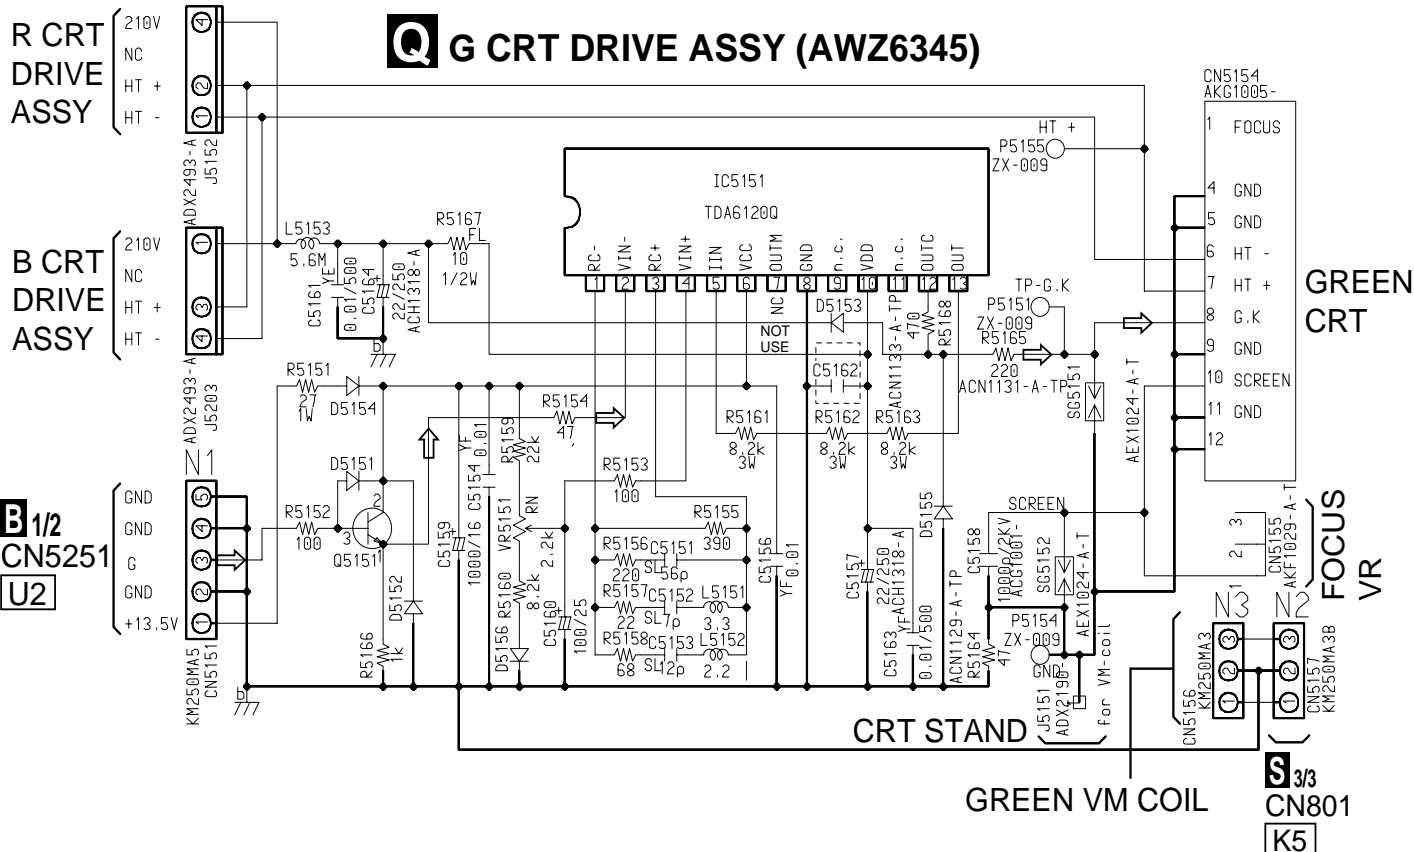 Q G CRT DRIVE ASSY (AWZ6345)
R CRT
DRIVE
ASSY
210V
NC
HT +
HT -
4
2
1
ADX2493-A
J5152
B CRT
DRIVE
ASSY
210V
NC
HT +
HT -
1
3
4
ADX2493-A
J5203
L5153
5.6M
C5161 YF
0.01/500
C5164
22/250
ACH1318-A
R5167
FL
10
1/2W
b
IC5151
TDA6120Q
RC-
VIN-
RC+
VIN+
IIN
VCC
OUTM
GND
n.c.
VDD
n.c.
OUTC
OUT
1
2
3
4
5
6
7
8
9
10
11
12
13
NC
D5153
NOT
USE
C5162
ACN1133-A-TP
470
R5168
HT +
P5155
ZX-009
TP-G.K
P5151
ZX-009
R5165
220
ACN1131-A-TP
SG5151
AEX1024-A-T
CN5154
AKG1005-
1 FOCUS
4 GND
5 GND
6 HT -
7 HT +
8 G.K
9 GND
10 SCREEN
11 GND
12
GREEN
CRT
R5151
27
1W
D5154
R5154
47
R5161
8.2k
3W
R5162
8.2k
3W
R5163
8.2k
3W
N1
B 1/2
CN5251
U2
GND
GND
G
GND
+13.5V
5
4
3
2
1
KM250MA5
CN5151
b
R5152
100
D5151
2
3
Q5151
D5152
R5166
1k
C5159
1000/16
YF
0.01
C5154
R5159
22k
RN
VR5151
2.2k
R5160
8.2k
D5156
C5160
100/25
R5153
100
R5155
390
R5156
220
C5151
SL 56p
R5157
22
C5152
SL 7p
L5151
3.3
R5158
68
C5153
SL 12p
L5152
2.2
C5156
YF 0.01
C5157
22/250
ACH1318-A
C5163
YF
0.01/500
D5155
ACN1129-A-TP
R5164
47
SCREEN
C5158
1000p/2KV
ACG1001-
SG5152
AEX1024-A-T
P5154
ZX-009
GND
J5151
ADX2190-
for VM-coil
CRT STAND
3
2
CN5155
AKF1029-A-T
FOCUS
VR
N3
N2
3
2
1
3
2
1
CN5156
KM250MA3
CN5157
KM250MA3B
GREEN VM COIL
S 3/3
CN801
K5